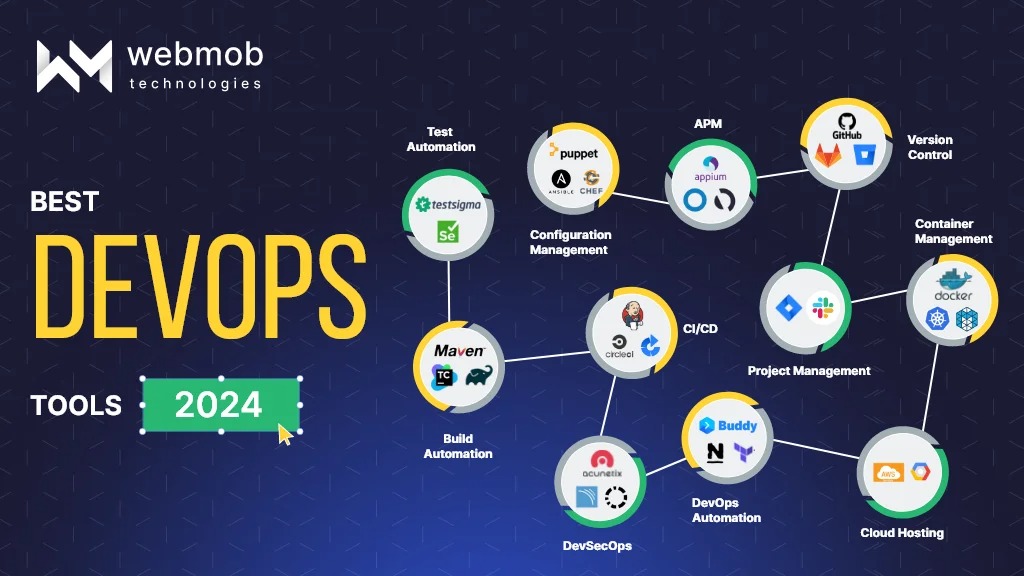 webmob
technologies
BEST
DEVOPS
TOOLS
2024
Test
Automation
testsigma
Se
puppet
ANSIBLE
CHEF
Configuration
Management
APM
appium
GitHub
Version
Control
Container
Management
docker
Project Management
CI/CD
circleci
Maven
TC
Build
Automation
acunetix
DevSecOps
Buddy
N
DevOps
Automation
AWS
Cloud Hosting